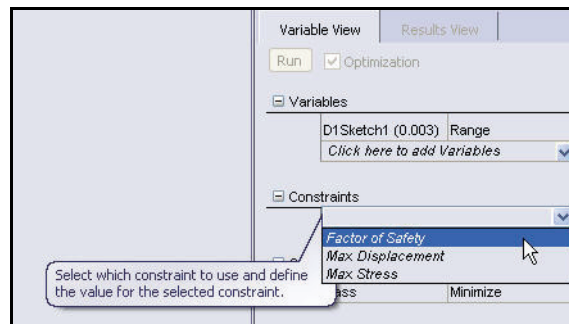 Variable View
Results View
Run
Optimization
Variables
D1Sketch1 (0.003) Range
Click here to add Variables
Constraints
Factor of Safety
Max Displacement
Max Stress
Select which constraint to use and define
the value for the selected constraint.
Minimize